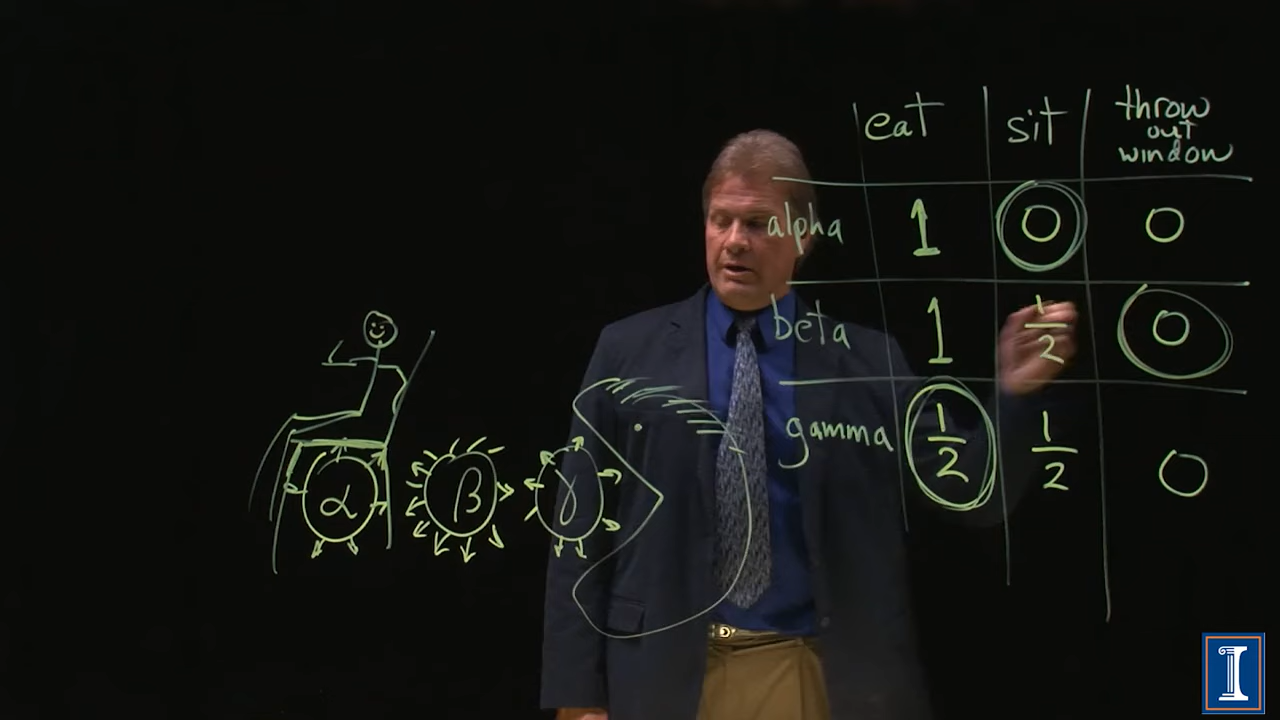 eat sit throw out window
alpha 1 0 0
beta 1 1/2 0
gamma 1/2 1/2 0
α β γ
I